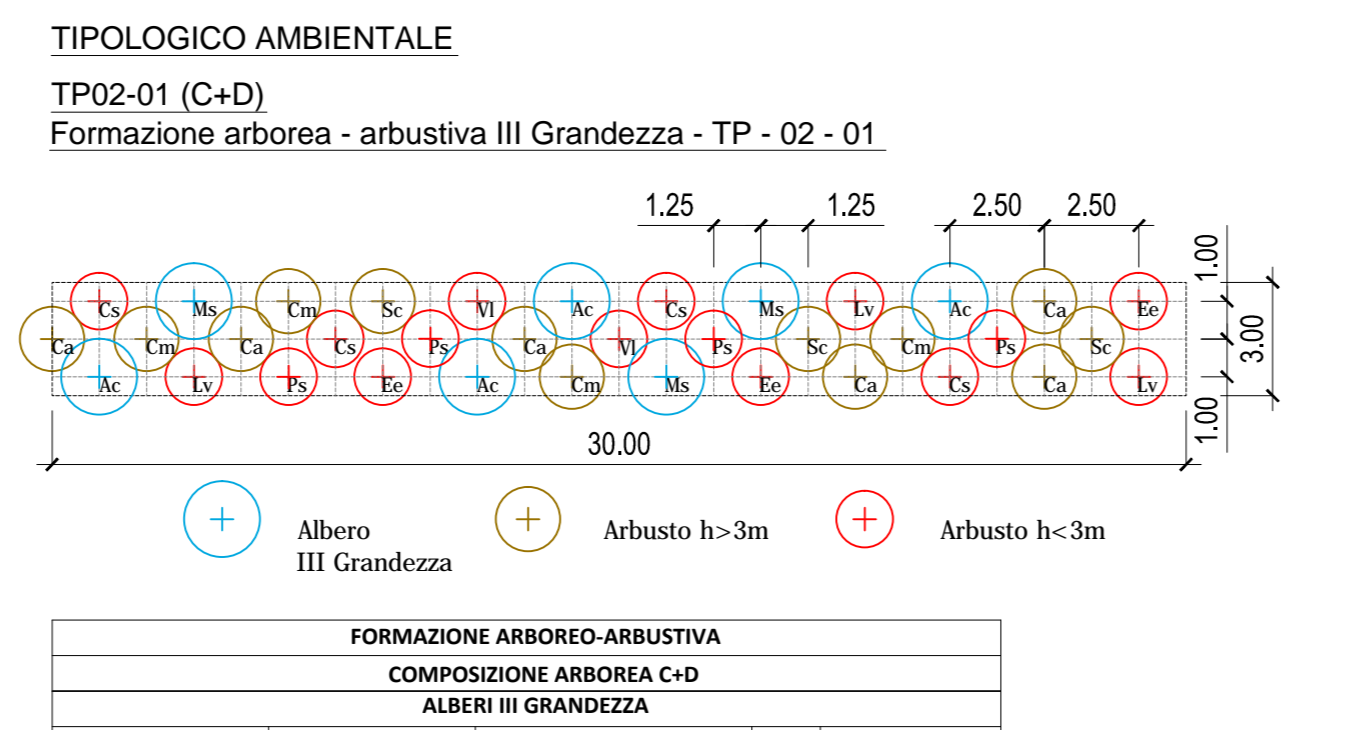 TIPOLOGICO AMBIENTALE
TP02-01 (C+D)
Formazione arborea - arbustiva III Grandezza - TP - 02 - 01
1.25 1.25 2.50 2.50
1.00
Cs Ms Cm Sc Vl Ac Cs Ms Lv Ac Ca Ee
3.00
Ca Cm Ca Cs Ps Ca Vl Ps Sc Cm Ps Sc
Ac Lv Ps Ee Ac Cm Ms Ee Ca Cs Ca Lv
1.00
30.00
Albero Arbusto h>3m Arbusto h<3m
III Grandezza
FORMAZIONE ARBOREO-ARBUSTIVA
COMPOSIZIONE ARBOREA C+D
ALBERI III GRANDEZZA